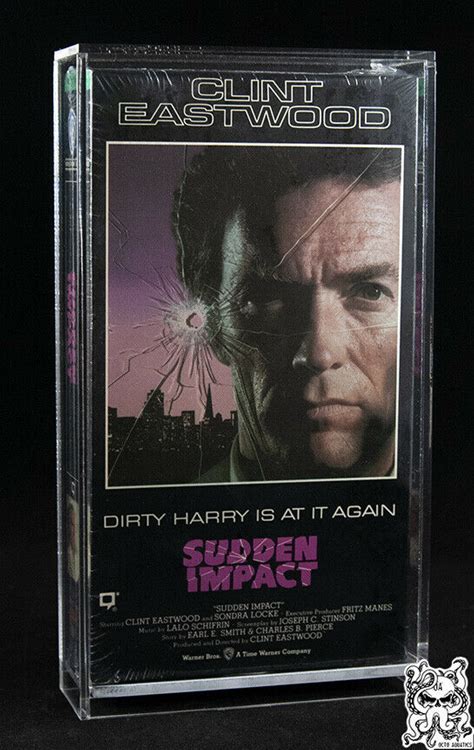 CLINT
EASTWOOD
DIRTY HARRY IS AT IT AGAIN
SUDDEN
IMPACT
"SUDDEN IMPACT"
Starring CLINT EASTWOOD and SONDRA LOCKE Executive Producer FRITZ MANES
Music by LALO SCHIFRIN Screenplay by JOSEPH C. STINSON
Story by EARL E. SMITH & CHARLES B. PIERCE
Produced and Directed by CLINT EASTWOOD
Warner Bros. A Time Warner Company
IMPACT